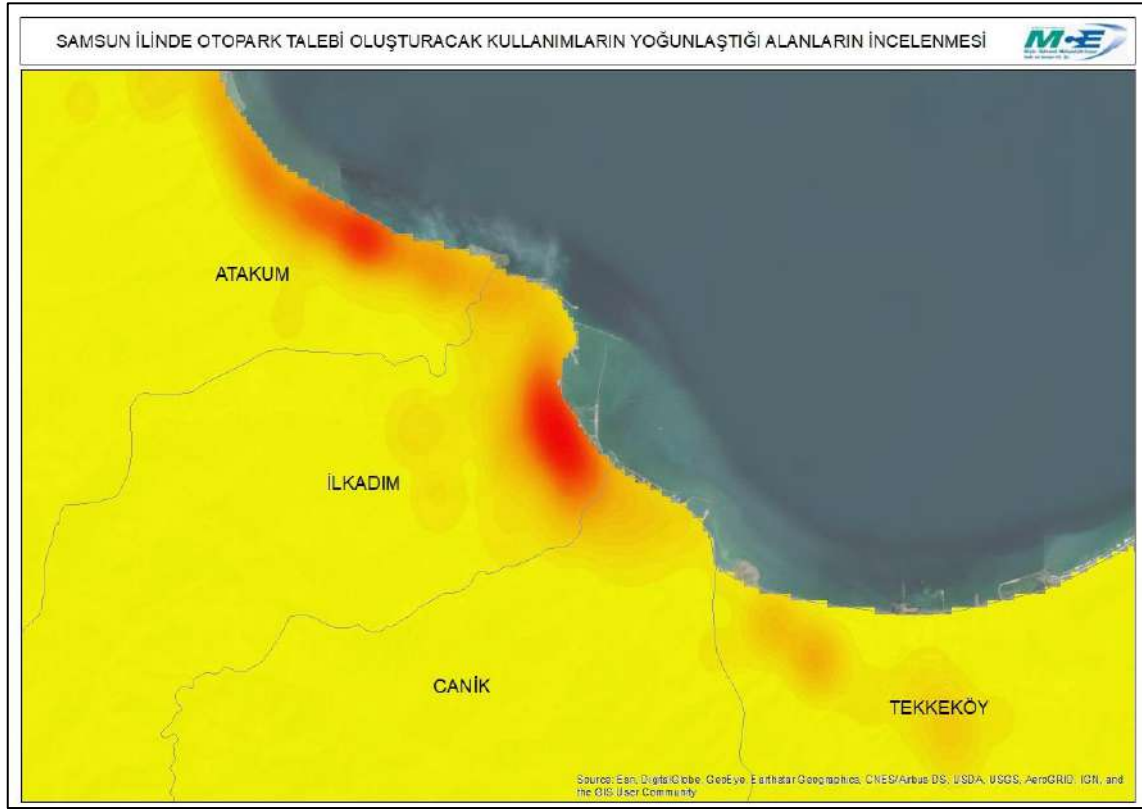 SAMSUN İLİNDE OTOPARK TALEBİ OLUŞTURACAK KULLANIMLARIN YOĞUNLAŞTIĞI ALANLARIN İNCELENMESİ
MCE
ATAKUM
İLKADIM
CANİK
TEKKEKÖY
Source: Esri, DigitalGlobe, GeoEye, Earthstar Geographics, CNES/Airbus DS, USDA, USGS, AeroGRID, IGN, and
the GIS User Community